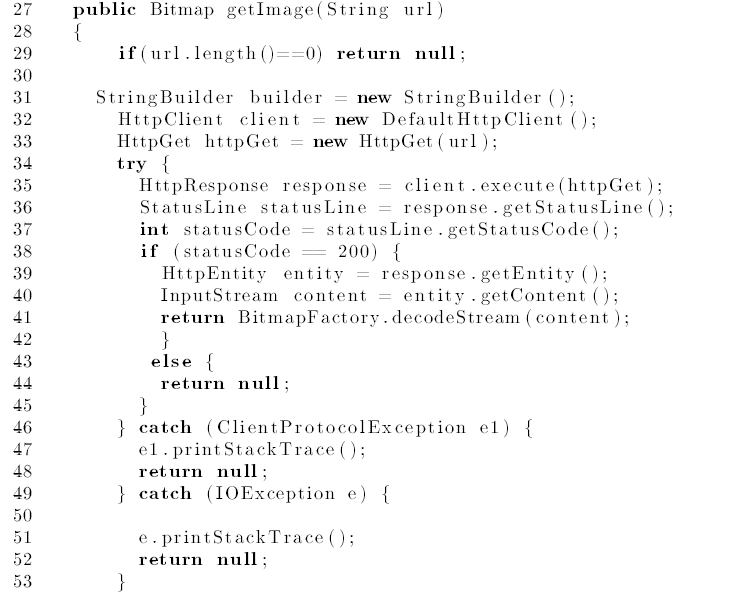 27 public Bitmap getImage(String url)
28 {
29 if(url.length()==0) return null;
30
31 StringBuilder builder = new StringBuilder();
32 HttpClient client = new DefaultHttpClient();
33 HttpGet httpGet = new HttpGet(url);
34 try {
35 HttpResponse response = client.execute(httpGet);
36 StatusLine statusLine = response.getStatusLine();
37 int statusCode = statusLine.getStatusCode();
38 if (statusCode == 200) {
39 HttpEntity entity = response.getEntity();
40 InputStream content = entity.getContent();
41 return BitmapFactory.decodeStream(content);
42 }
43 else {
44 return null;
45 }
46 } catch (ClientProtocolException e1) {
47 e1.printStackTrace();
48 return null;
49 } catch (IOException e) {
50
51 e.printStackTrace();
52 return null;
53 }